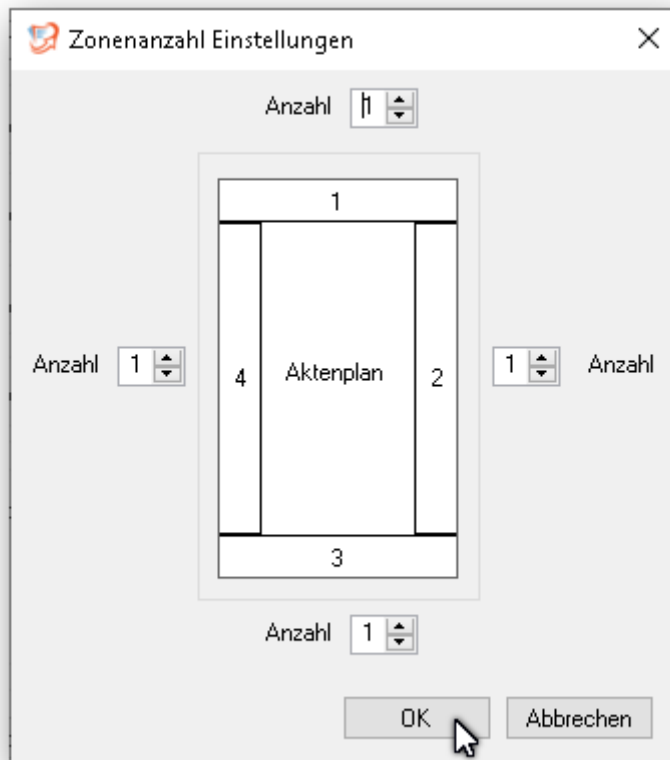 Zonenanzahl Einstellungen
Anzahl 1
1
Anzahl 1 4 Aktenplan 2 1 Anzahl
3
Anzahl 1
OK Abbrechen